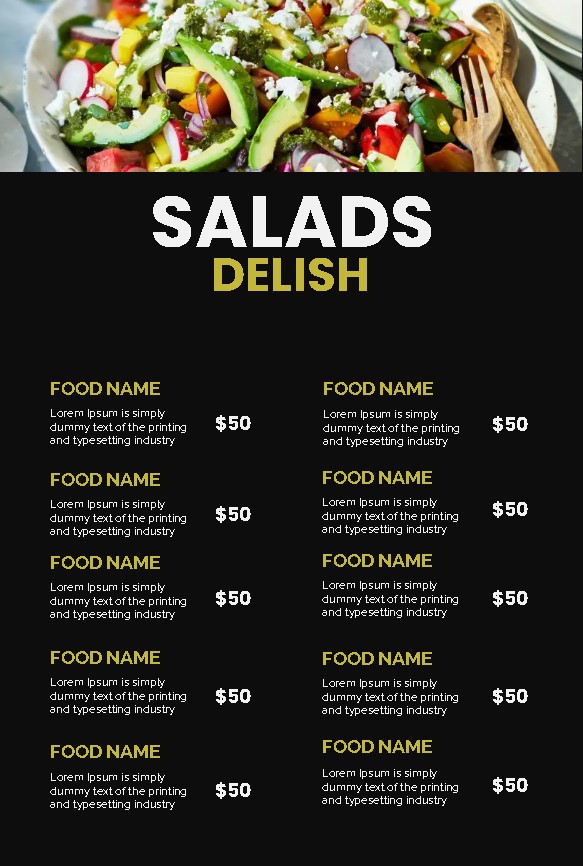 SALADS
DELISH
FOOD NAME
Lorem Ipsum is simply
dummy text of the printing
and typesetting industry
$50
FOOD NAME
Lorem Ipsum is simply
dummy text of the printing
and typesetting industry
$50
FOOD NAME
Lorem Ipsum is simply
dummy text of the printing
and typesetting industry
$50
FOOD NAME
Lorem Ipsum is simply
dummy text of the printing
and typesetting industry
$50
FOOD NAME
Lorem Ipsum is simply
dummy text of the printing
and typesetting industry
$50
FOOD NAME
Lorem Ipsum is simply
dummy text of the printing
and typesetting industry
$50
FOOD NAME
Lorem Ipsum is simply
dummy text of the printing
and typesetting industry
$50
FOOD NAME
Lorem Ipsum is simply
dummy text of the printing
and typesetting industry
$50
FOOD NAME
Lorem Ipsum is simply
dummy text of the printing
and typesetting industry
$50
FOOD NAME
Lorem Ipsum is simply
dummy text of the printing
and typesetting industry
$50